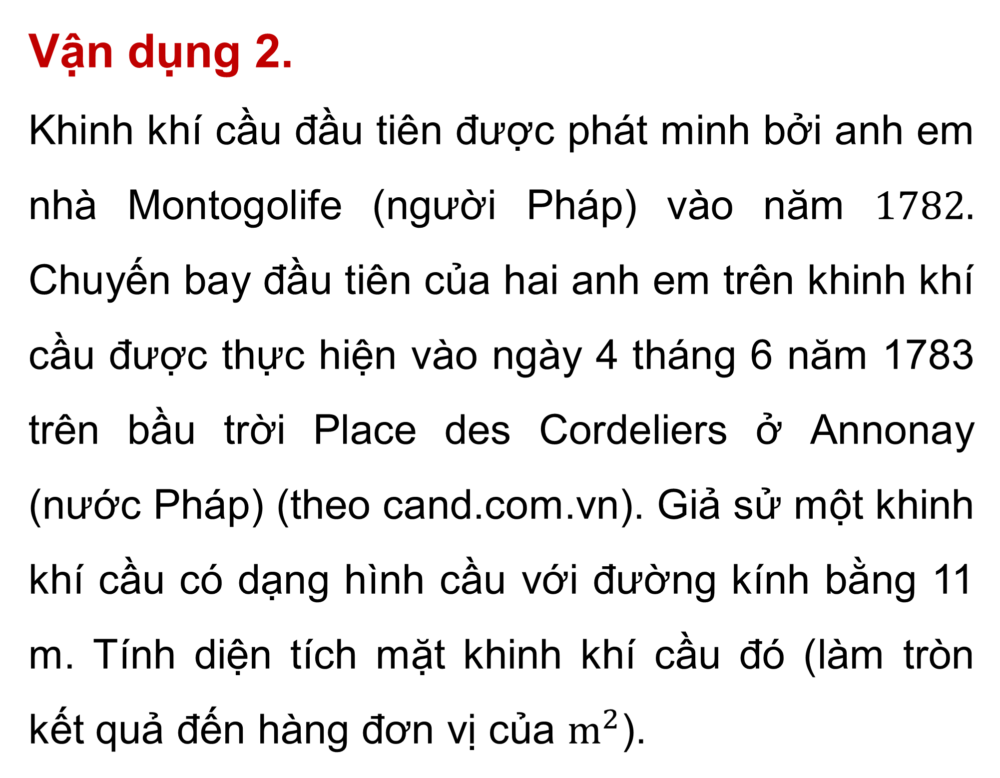 Vận dụng 2.
Khinh khí cầu đầu tiên được phát minh bởi anh em
nhà Montogolife (người Pháp) vào năm 1782.
Chuyến bay đầu tiên của hai anh em trên khinh khí
cầu được thực hiện vào ngày 4 tháng 6 năm 1783
trên bầu trời Place des Cordeliers ở Annonay
(nước Pháp) (theo cand.com.vn). Giả sử một khinh
khí cầu có dạng hình cầu với đường kính bằng 11
m. Tính diện tích mặt khinh khí cầu đó (làm tròn
kết quả đến hàng đơn vị của m²).